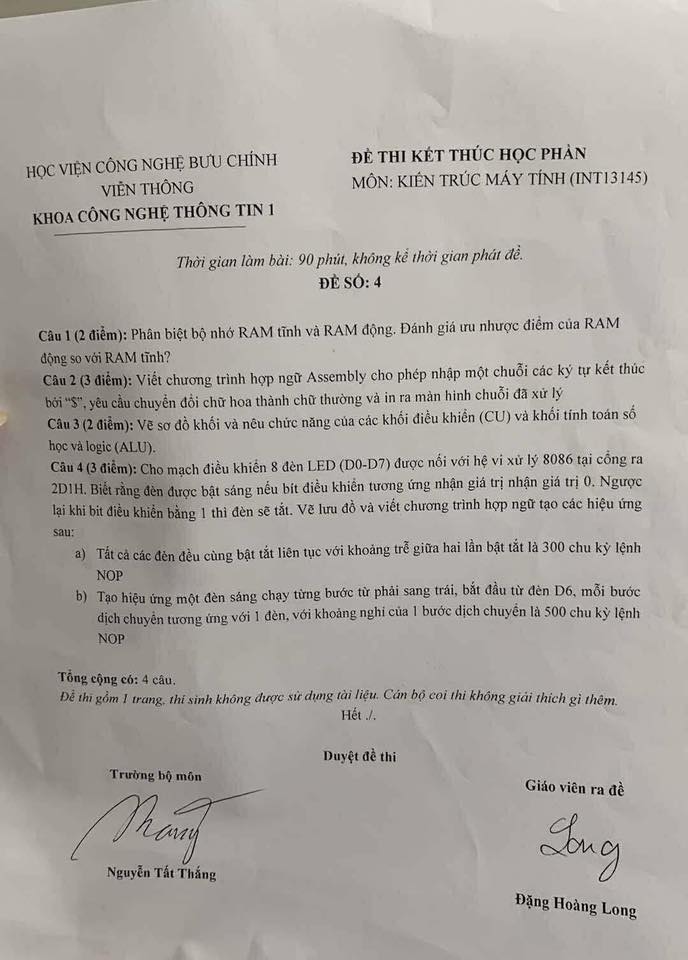 HỌC VIỆN CÔNG NGHỆ BƯU CHÍNH
VIỄN THÔNG
KHOA CÔNG NGHỆ THÔNG TIN 1
ĐỀ THI KẾT THÚC HỌC PHẦN
MÔN: KIẾN TRÚC MÁY TÍNH (INT13145)
Thời gian làm bài: 90 phút, không kể thời gian phát đề.
ĐỀ SỐ: 4
Câu 1 (2 điểm): Phân biệt bộ nhớ RAM tĩnh và RAM động. Đánh giá ưu nhược điểm của RAM
động so với RAM tĩnh?
Câu 2 (3 điểm): Viết chương trình hợp ngữ Assembly cho phép nhập một chuỗi các ký tự kết thúc
bởi “$”, yêu cầu chuyển đổi chữ hoa thành chữ thường và in ra màn hình chuỗi đã xử lý
Câu 3 (2 điểm): Vẽ sơ đồ khối và nêu chức năng của các khối điều khiển (CU) và khối tính toán số
học và logic (ALU).
Câu 4 (3 điểm): Cho mạch điều khiển 8 đèn LED (D0-D7) được nối với hệ vi xử lý 8086 tại cổng ra
2D1H. Biết rằng đèn được bật sáng nếu bít điều khiển tương ứng nhận giá trị nhận giá trị 0. Ngược
lại khi bit điều khiển bằng 1 thì đèn sẽ tắt. Vẽ lưu đồ và viết chương trình hợp ngữ tạo các hiệu ứng
sau:
a) Tất cả các đèn đều cùng bật tắt liên tục với khoảng trễ giữa hai lần bật tắt là 300 chu kỳ lệnh
NOP
b) Tạo hiệu ứng một đèn sáng chạy từng bước từ phải sang trái, bắt đầu từ đèn D6, mỗi bước
dịch chuyển tương ứng với 1 đèn, với khoảng nghỉ của 1 bước dịch chuyển là 500 chu kỳ lệnh
NOP
Tổng cộng có: 4 câu.
Đề thi gồm 1 trang, thí sinh không được sử dụng tài liệu. Cán bộ coi thi không giải thích gì thêm.
Hết ./.
Duyệt đề thi
Trưởng bộ môn
Giáo viên ra đề
Long
Nguyễn Tất Thắng
Đặng Hoàng Long